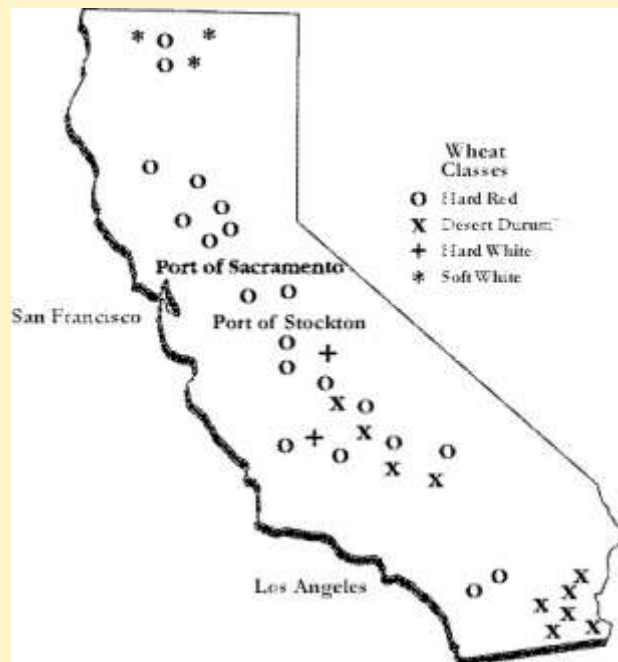 Wheat
Classes
O Hard Red
X Desert Durum™
+ Hard White
* Soft White
Port of Sacramento
San Francisco
Port of Stockton
Los Angeles